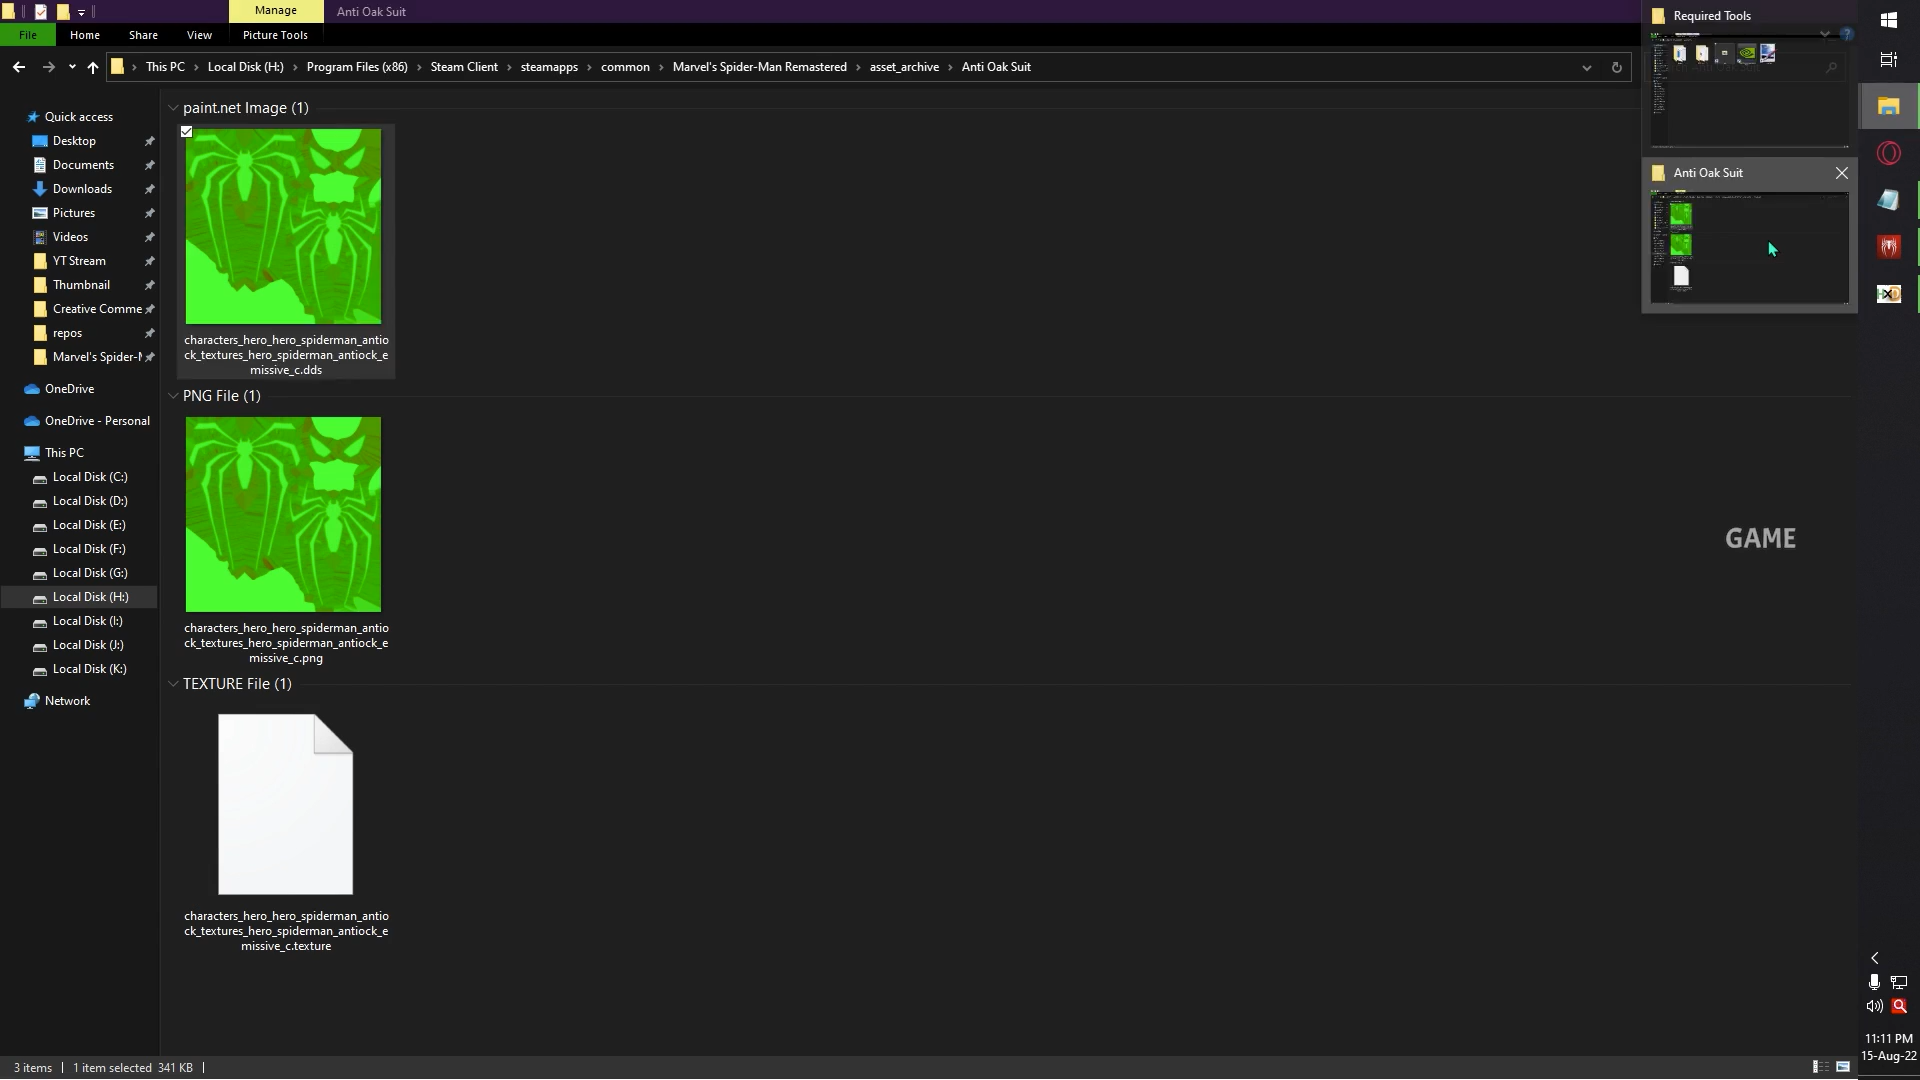 Manage
Anti Oak Suit
File
Home
Share
View
Picture Tools
This PC
Local Disk (H:)
Program Files (x86)
Steam Client
steamapps
common
Marvel's Spider-Man Remastered
asset_archive
Anti Oak Suit
Quick access
Desktop
Documents
Downloads
Pictures
Videos
YT Stream
Thumbnail
Creative Comme
repos
Marvel's Spider-M
OneDrive
OneDrive - Personal
This PC
Local Disk (C:)
Local Disk (D:)
Local Disk (E:)
Local Disk (F:)
Local Disk (G:)
Local Disk (H:)
Local Disk (I:)
Local Disk (J:)
Local Disk (K:)
Network
paint.net Image (1)
characters_hero_hero_spiderman_antio
ck_textures_hero_spiderman_antiock_e
missive_c.dds
PNG File (1)
characters_hero_hero_spiderman_antio
ck_textures_hero_spiderman_antiock_e
missive_c.png
TEXTURE File (1)
characters_hero_hero_spiderman_antio
ck_textures_hero_spiderman_antiock_e
missive_c.texture
Required Tools
Anti Oak Suit
GAME
3 items
1 item selected 341 KB
11:11 PM
15-Aug-22